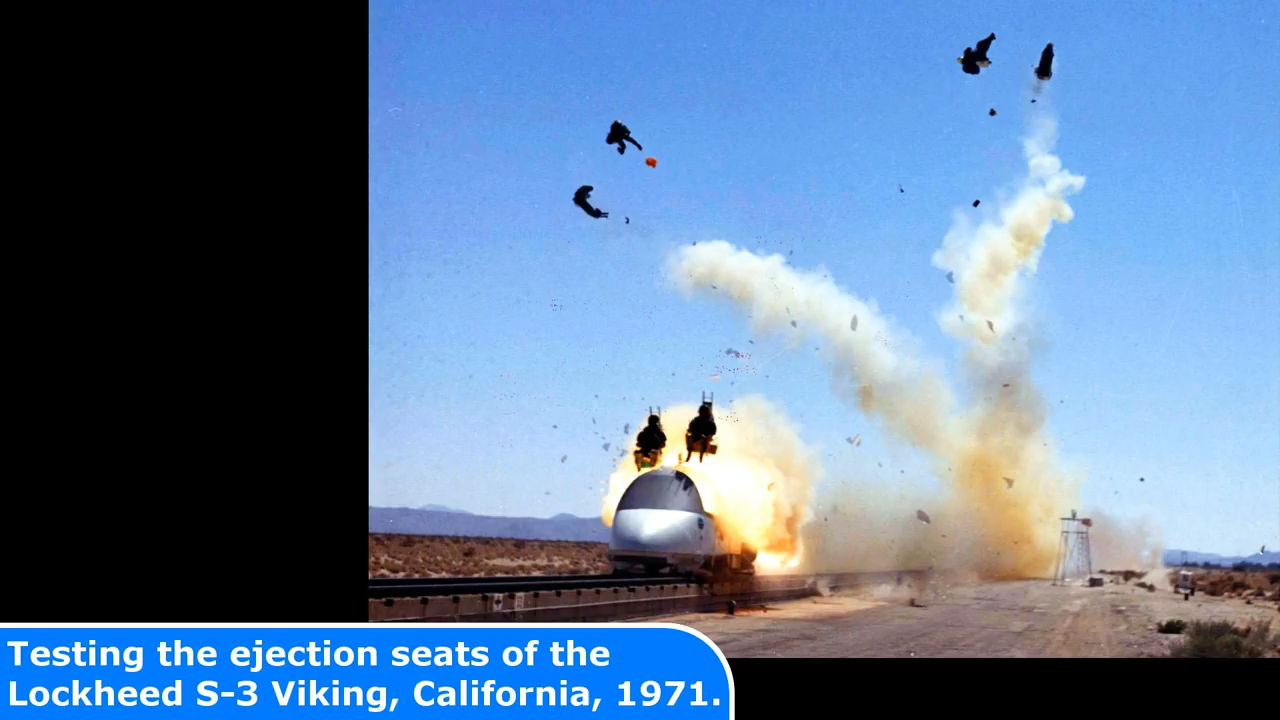 Testing the ejection seats of the
Lockheed S-3 Viking, California, 1971.